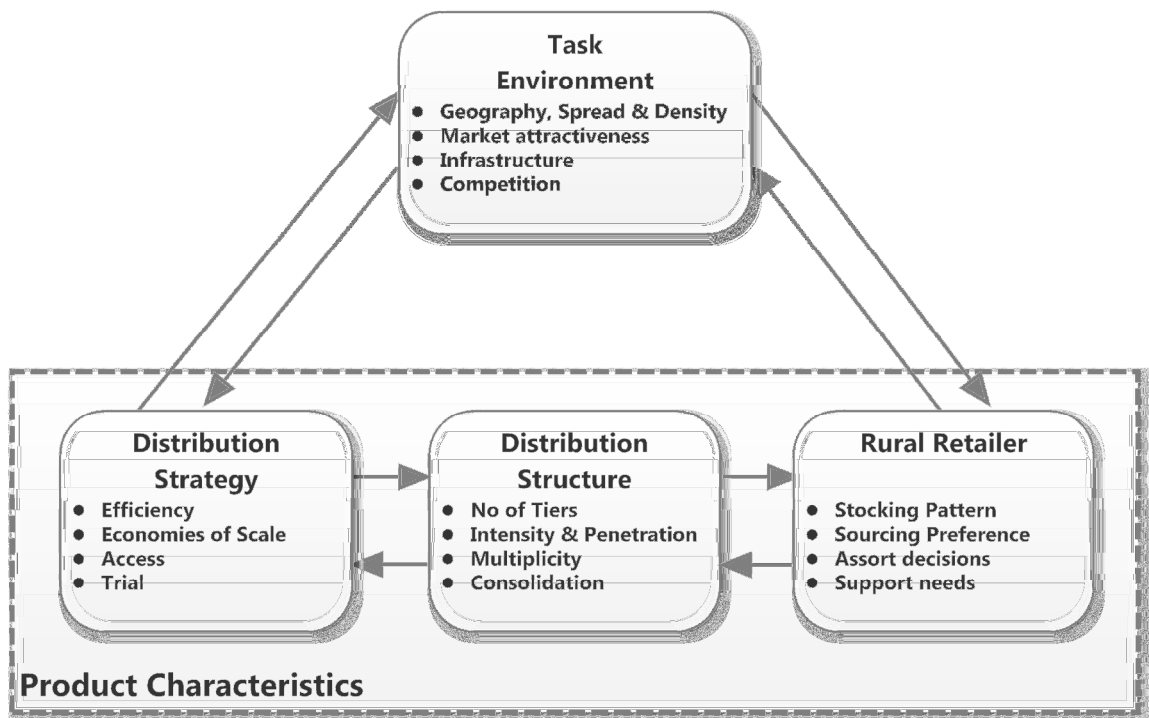 Task
Environment
● Geography, Spread & Density
● Market attractiveness
● Infrastructure
● Competition
Distribution
Strategy
● Efficiency
● Economies of Scale
● Access
● Trial
Distribution
Structure
● No of Tiers
● Intensity & Penetration
● Multiplicity
● Consolidation
Rural Retailer
● Stocking Pattern
● Sourcing Preference
● Assort decisions
● Support needs
Product Characteristics